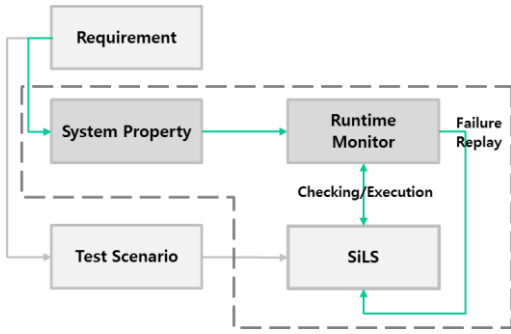 Requirement
System Property
Runtime
Monitor
Failure
Replay
Checking/Execution
Test Scenario
SiLS